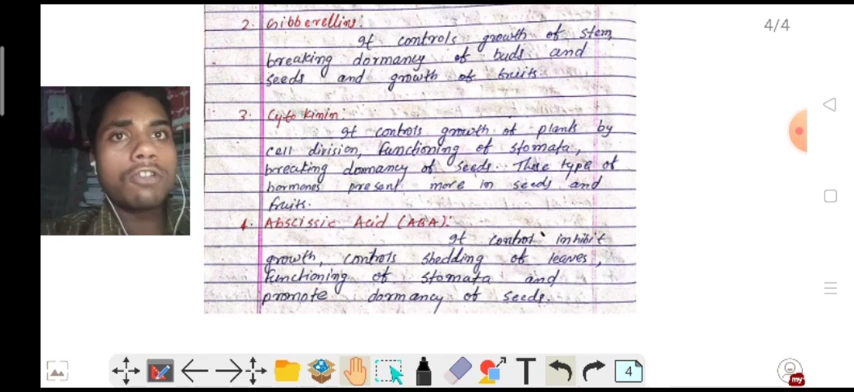 4/4
2. Gibberellins:
It controls growth of stem,
breaking dormancy of buds and
seeds and growth of fruits.
3. Cytokinin:
It controls growth of plants by
cell division, functioning of stomata,
breaking dormancy of seeds. These type of
hormones present more in seeds and
fruits.
4. Abscissic Acid (ABA):
It control inhibit
growth, controls shedding of leaves,
functioning of stomata and
promote dormancy of seeds.
T
4
my